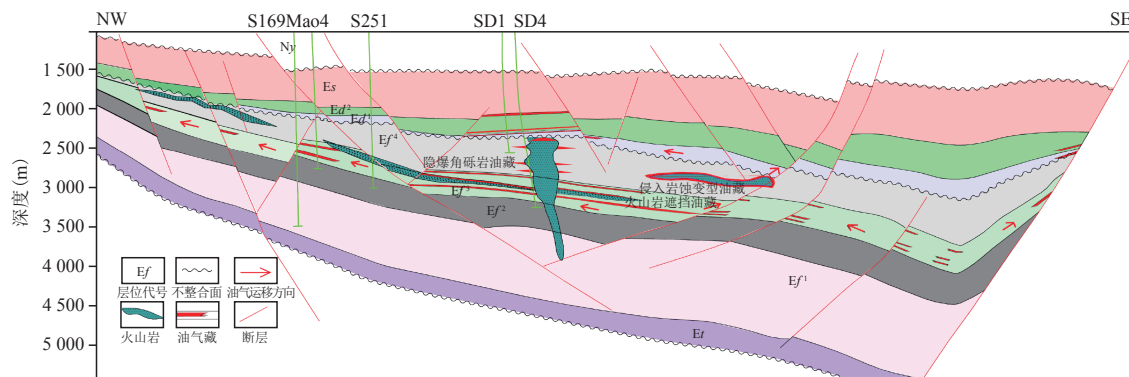 NW
S169Mao4
S251
SD1
SD4
SE
Ny
1 500
2 000
2 500
3 000
3 500
4 000
4 500
5 000
深度(m)
Es
Ed²
Ed¹
Ef⁴
隐爆角砾岩油藏
Ef³
侵入岩蚀变型油藏
火山岩遮挡油藏
Ef²
Ef¹
Et
Ef
层位代号
不整合面
油气运移方向
火山岩
油气藏
断层